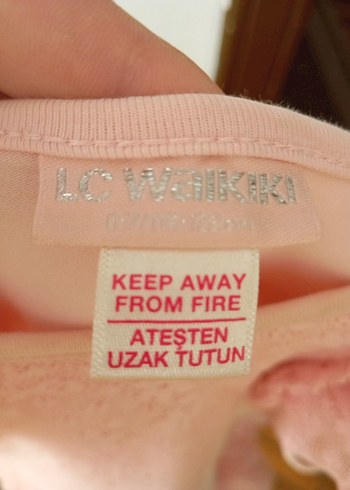 LC Waikiki
KEEP AWAY
FROM FIRE
ATEŞTEN
UZAK TUTUN